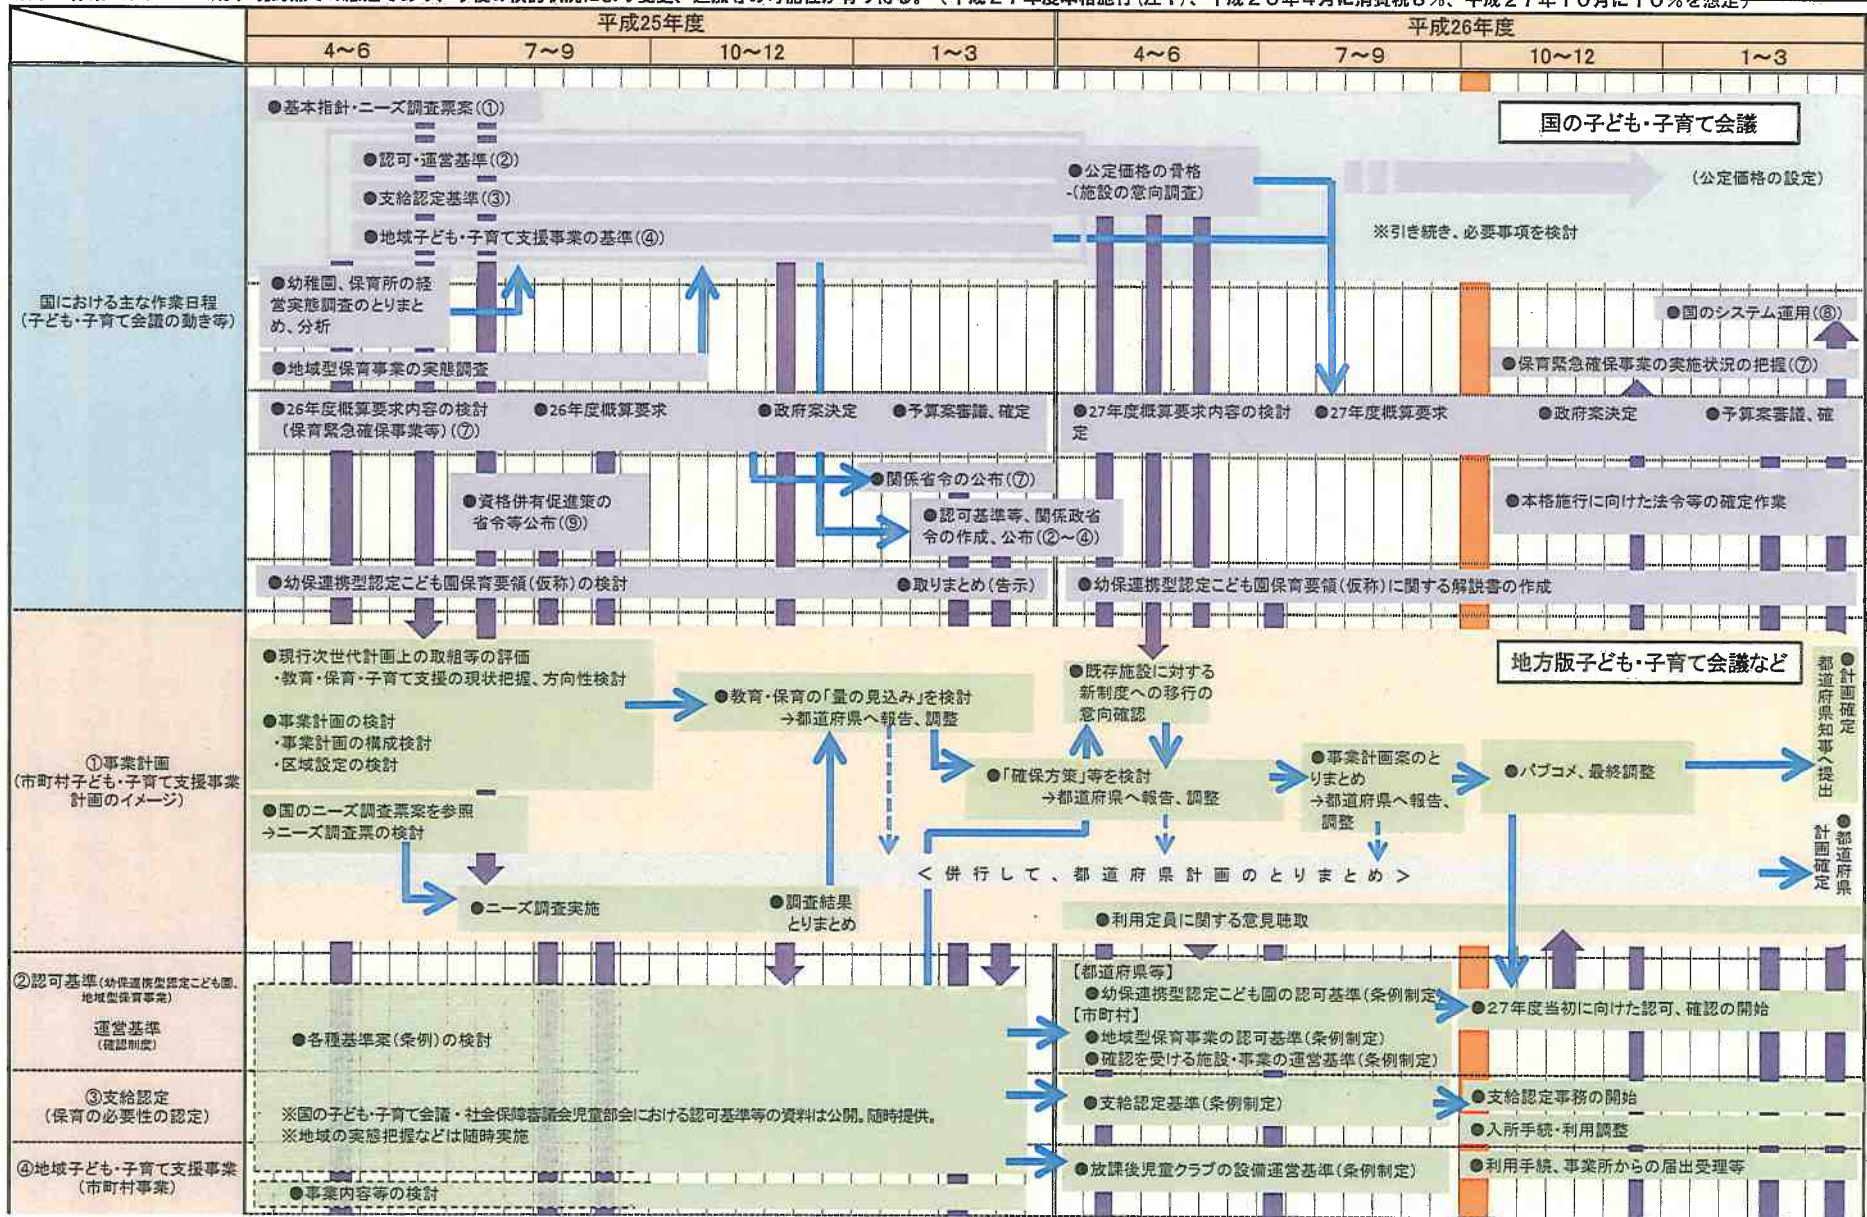 平成25年度
平成26年度
4～6
7～9
10～12
1～3
4～6
7～9
10～12
1～3
国における主な作業日程
(子ども・子育て会議の動き等)
●基本指針・ニーズ調査票案(①)
●認可・運営基準(②)
●支給認定基準(③)
●地域子ども・子育て支援事業の基準(④)
●公定価格の骨格
-(施設の意向調査)
国の子ども・子育て会議
(公定価格の設定)
※引き続き、必要事項を検討
●幼稚園、保育所の経
営実態調査のとりまと
め、分析
●地域型保育事業の実態調査
●国のシステム運用(⑧)
●保育緊急確保事業の実施状況の把握(⑦)
●26年度概算要求内容の検討
(保育緊急確保事業等)(⑦)
●26年度概算要求
●政府案決定
●予算案審議、確定
●27年度概算要求内容の検討
●27年度概算要求
●政府案決定
●予算案審議、確
定
●関係省令の公布(⑦)
●資格併有促進策の
省令等公布(⑨)
●認可基準等、関係政省
令の作成、公布(②～④)
●本格施行に向けた法令等の確定作業
●幼保連携型認定こども園保育要領(仮称)の検討
●取りまとめ(告示)
●幼保連携型認定こども園保育要領(仮称)に関する解説書の作成
①事業計画
(市町村子ども・子育て支援事業
計画のイメージ)
●現行次世代計画上の取組等の評価
・教育・保育・子育て支援の現状把握、方向性検討
●事業計画の検討
・事業計画の構成検討
・区域設定の検討
●国のニーズ調査票案を参照
→ニーズ調査票の検討
●教育・保育の「量の見込み」を検討
→都道府県へ報告、調整
●既存施設に対する
新制度への移行の
意向確認
地方版子ども・子育て会議など
●「確保方策」等を検討
→都道府県へ報告、調整
●事業計画案のと
りまとめ
→都道府県へ報告、
調整
●パブコメ、最終調整
●計画確定
都道府県知事へ提出
●都道府県
計画確定
<併行して、都道府県計画のとりまとめ>
●ニーズ調査実施
●調査結果
とりまとめ
●利用定員に関する意見聴取
②認可基準(幼保連携型認定こども園、
地域型保育事業)
運営基準
(確認制度)
●各種基準案(条例)の検討
【都道府県等】
●幼保連携型認定こども園の認可基準(条例制定)
【市町村】
●地域型保育事業の認可基準(条例制定)
●確認を受ける施設・事業の運営基準(条例制定)
●27年度当初に向けた認可、確認の開始
③支給認定
(保育の必要性の認定)
※国の子ども・子育て会議・社会保障審議会児童部会における認可基準等の資料は公開。随時提供。
※地域の実態把握などは随時実施
●支給認定基準(条例制定)
●支給認定事務の開始
●入所手続・利用調整
④地域子ども・子育て支援事業
(市町村事業)
●事業内容等の検討
●放課後児童クラブの設備運営基準(条例制定)
●利用手続、事業所からの届出受理等